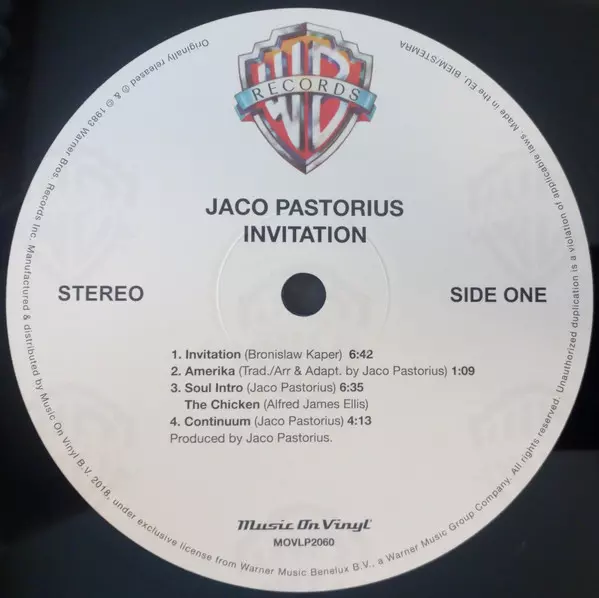 WB
RECORDS
JACO PASTORIUS
INVITATION
STEREO
SIDE ONE
1. Invitation (Bronislaw Kaper) 6:42
2. Amerika (Trad./Arr & Adapt. by Jaco Pastorius) 1:09
3. Soul Intro (Jaco Pastorius) 6:35
The Chicken (Alfred James Ellis)
4. Continuum (Jaco Pastorius) 4:13
Produced by Jaco Pastorius.
Music On Vinyl
MOVLP2060
Originally released ℗ & © 1983 Warner Bros. Records Inc. Manufactured & distributed by Music On Vinyl B.V. 2018, under exclusive license from Warner Music Benelux B.V., a Warner Music Group Company. All rights reserved. Unauthorized duplication is a violation of applicable laws. Made in the EU. BIEM/STEMRA